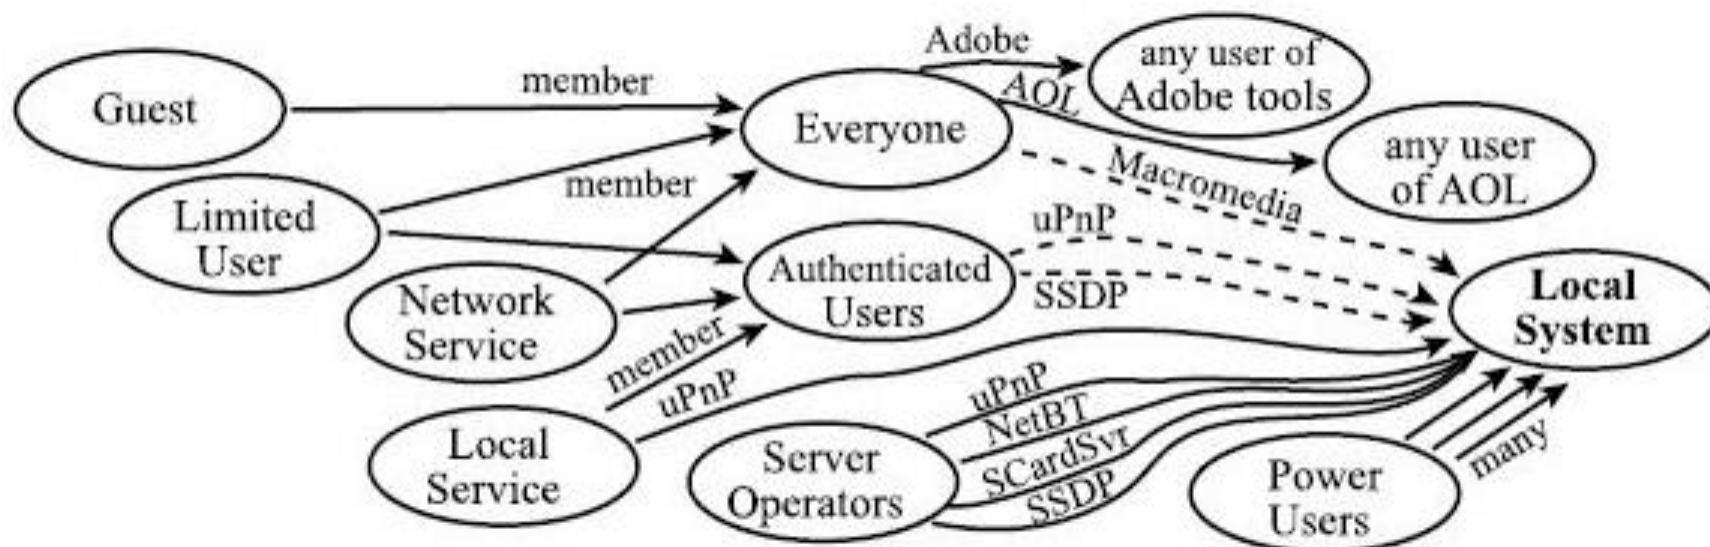 Guest
member
Everyone
Adobe
any user of
Adobe tools
AOL
any user
of AOL
Macromedia
member
Limited
User
Authenticated
Users
uPnP
SSDP
Local
System
Network
Service
member
uPnP
Local
Service
Server
Operators
uPnP
NetBT
SCardSvr
SSDP
Power
Users
many